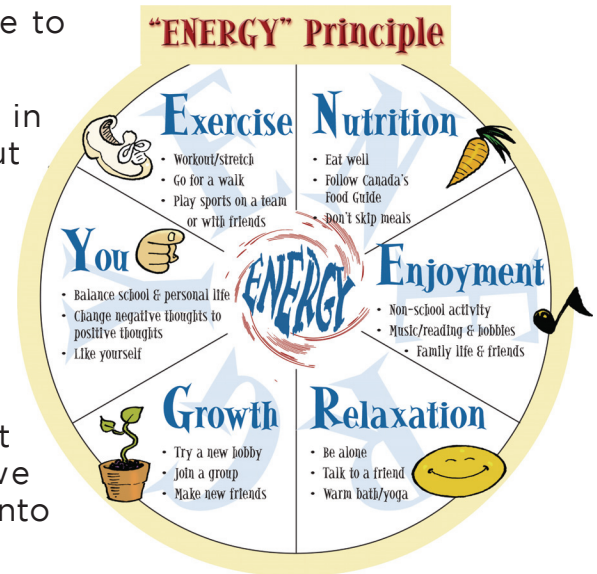 "ENERGY" Principle
e to
in
ut
t
ve
nto
Exercise
• Workout/stretch
• Go for a walk
• Play sports on a team
or with friends
Nutrition
• Eat well
• Follow Canada's
Food Guide
• Don't skip meals
Enjoyment
• Non-school activity
• Music/reading & hobbies
• Family life & friends
Relaxation
• Be alone
• Talk to a friend
• Warm bath/yoga
Growth
• Try a new hobby
• Join a group
• Make new friends
You
• Balance school & personal life
• Change negative thoughts to
positive thoughts
• Like yourself
ENERGY
E
N
E
R
G
Y